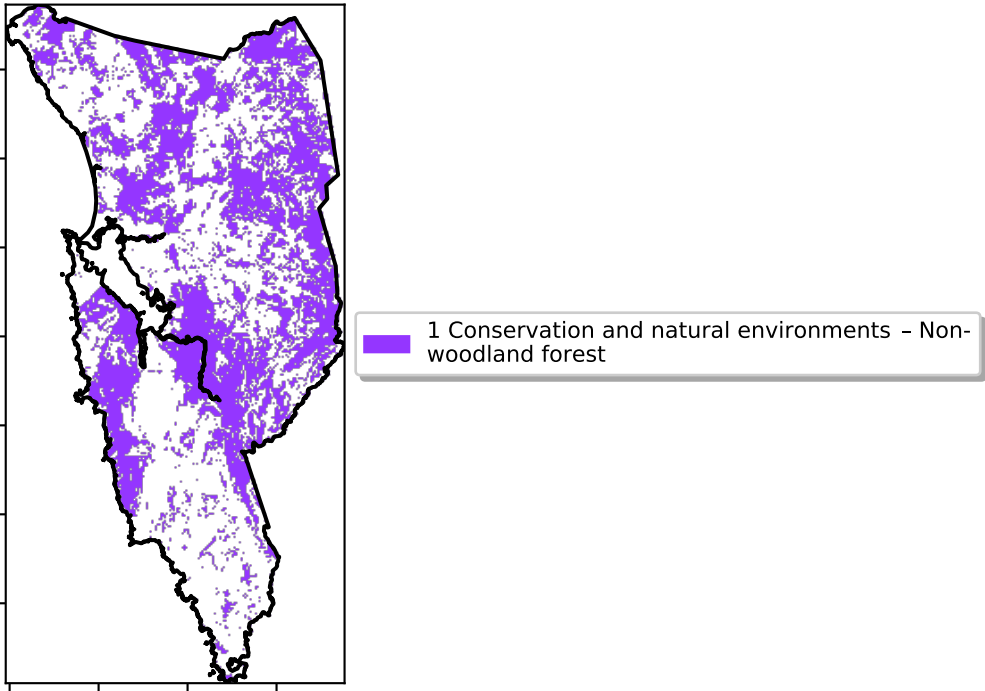 1 Conservation and natural environments – Non-
woodland forest